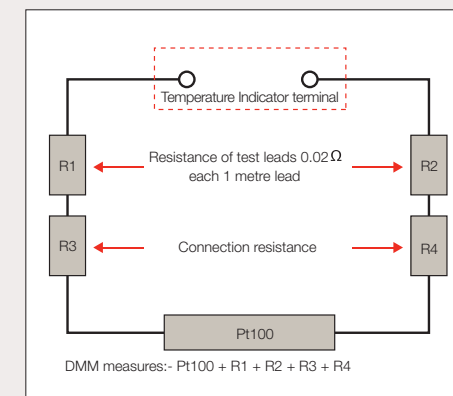 Temperature Indicator terminal
R1
Resistance of test leads 0.02Ω
each 1 metre lead
R2
R3
Connection resistance
R4
Pt100
DMM measures:- Pt100 + R1 + R2 + R3 + R4